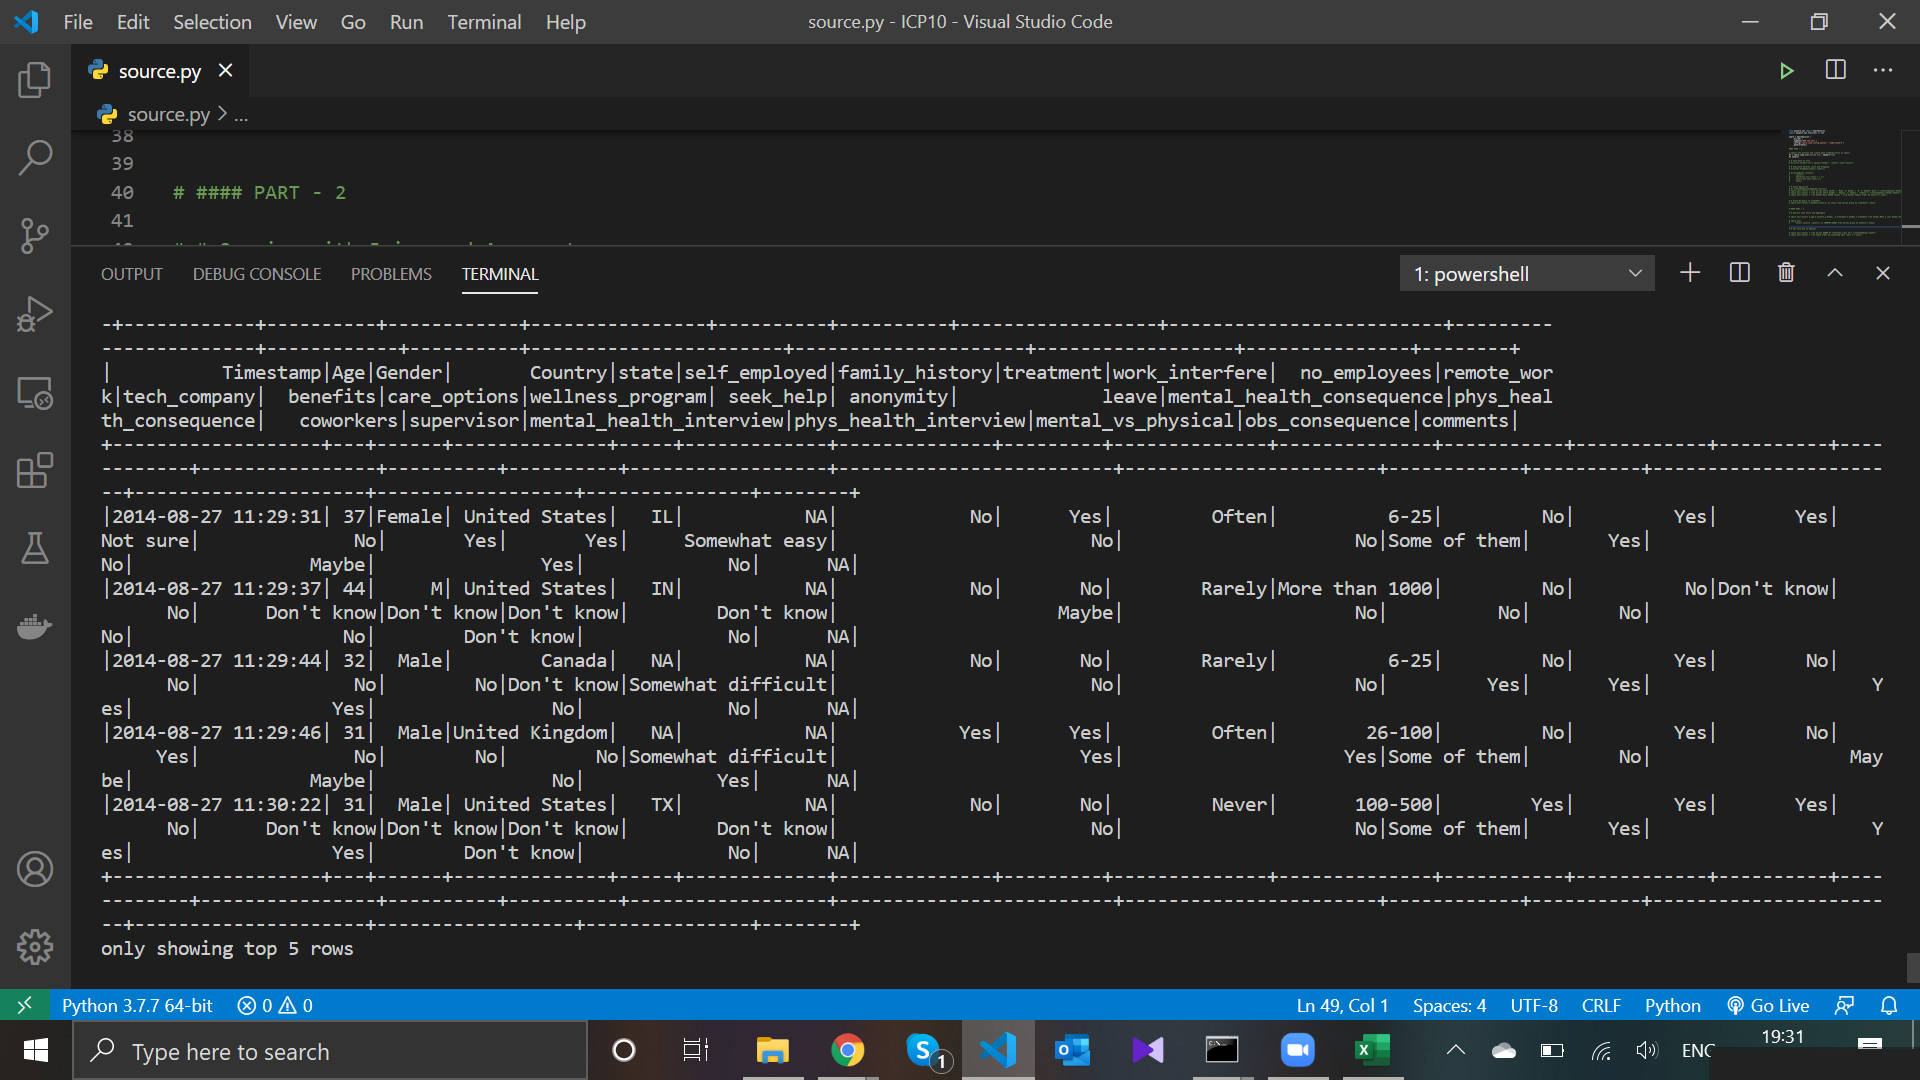 File Edit Selection View Go Run Terminal Help source.py - ICP10 - Visual Studio Code
source.py
source.py > ...
38
39
40 # #### PART - 2
41
OUTPUT DEBUG CONSOLE PROBLEMS TERMINAL 1: powershell
-+------------+----------+------------+----------------+----------+----------+------------------+-------------------------+---------
--------------+------------+----------+-----------------------+---------------------+------------------+---------------+--------+
|          Timestamp|Age|Gender|       Country|state|self_employed|family_history|treatment|work_interfere|  no_employees|remote_wor
k|tech_company|  benefits|care_options|wellness_program| seek_help| anonymity|             leave|mental_health_consequence|phys_heal
th_consequence|   coworkers|supervisor|mental_health_interview|phys_health_interview|mental_vs_physical|obs_consequence|comments|
+-------------------+---+------+--------------+-----+-------------+--------------+---------+--------------+--------------+-----------+------------+----------+----
--------+----------------+----------+----------+------------------+-------------------------+-----------------------+------------+----------+---------------------
--+---------------------+------------------+---------------+--------+
|2014-08-27 11:29:31| 37|Female| United States|   IL|           NA|            No|      Yes|         Often|          6-25|         No|         Yes|       Yes|
Not sure|              No|       Yes|       Yes|     Somewhat easy|                       No|                     No|Some of them|       Yes|
No|                Maybe|               Yes|             No|      NA|
|2014-08-27 11:29:37| 44|     M| United States|   IN|           NA|            No|       No|        Rarely|More than 1000|         No|          No|Don't know|
      No|      Don't know|Don't know|Don't know|        Don't know|                    Maybe|                     No|          No|        No|
No|                   No|        Don't know|             No|      NA|
|2014-08-27 11:29:44| 32|  Male|        Canada|   NA|           NA|            No|       No|        Rarely|          6-25|         No|         Yes|        No|
      No|              No|        No|Don't know|Somewhat difficult|                       No|                     No|         Yes|       Yes|                    Y
es|                  Yes|                No|             No|      NA|
|2014-08-27 11:29:46| 31|  Male|United Kingdom|   NA|           NA|           Yes|      Yes|         Often|        26-100|         No|         Yes|        No|
     Yes|              No|        No|        No|Somewhat difficult|                      Yes|                    Yes|Some of them|        No|                  May
be|                Maybe|                No|            Yes|      NA|
|2014-08-27 11:30:22| 31|  Male| United States|   TX|           NA|            No|       No|         Never|       100-500|        Yes|         Yes|       Yes|
      No|      Don't know|Don't know|Don't know|        Don't know|                       No|                     No|Some of them|       Yes|                    Y
es|                  Yes|        Don't know|             No|      NA|
+-------------------+---+------+--------------+-----+-------------+--------------+---------+--------------+--------------+-----------+------------+----------+----
--------+----------------+----------+----------+------------------+-------------------------+-----------------------+------------+----------+---------------------
--+---------------------+------------------+---------------+--------+
only showing top 5 rows
Python 3.7.7 64-bit 0 0 Ln 49, Col 1 Spaces: 4 UTF-8 CRLF Python Go Live
Type here to search 1 ENG 19:31